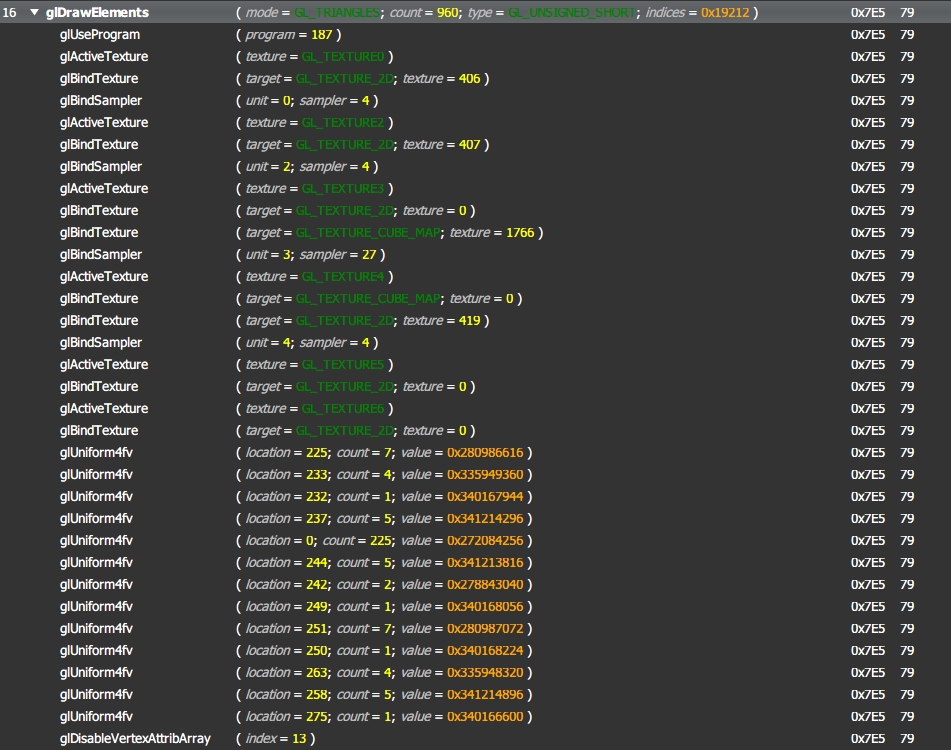 16 ▼ glDrawElements ( mode = GL_TRIANGLES; count = 960; type = GL_UNSIGNED_SHORT; indices = 0x19212 ) 0x7E5 79
glUseProgram ( program = 187 ) 0x7E5 79
glActiveTexture ( texture = GL_TEXTURE0 ) 0x7E5 79
glBindTexture ( target = GL_TEXTURE_2D; texture = 406 ) 0x7E5 79
glBindSampler ( unit = 0; sampler = 4 ) 0x7E5 79
glActiveTexture ( texture = GL_TEXTURE2 ) 0x7E5 79
glBindTexture ( target = GL_TEXTURE_2D; texture = 407 ) 0x7E5 79
glBindSampler ( unit = 2; sampler = 4 ) 0x7E5 79
glActiveTexture ( texture = GL_TEXTURE3 ) 0x7E5 79
glBindTexture ( target = GL_TEXTURE_2D; texture = 0 ) 0x7E5 79
glBindTexture ( target = GL_TEXTURE_CUBE_MAP; texture = 1766 ) 0x7E5 79
glBindSampler ( unit = 3; sampler = 27 ) 0x7E5 79
glActiveTexture ( texture = GL_TEXTURE4 ) 0x7E5 79
glBindTexture ( target = GL_TEXTURE_CUBE_MAP; texture = 0 ) 0x7E5 79
glBindTexture ( target = GL_TEXTURE_2D; texture = 419 ) 0x7E5 79
glBindSampler ( unit = 4; sampler = 4 ) 0x7E5 79
glActiveTexture ( texture = GL_TEXTURE5 ) 0x7E5 79
glBindTexture ( target = GL_TEXTURE_2D; texture = 0 ) 0x7E5 79
glActiveTexture ( texture = GL_TEXTURE6 ) 0x7E5 79
glBindTexture ( target = GL_TEXTURE_2D; texture = 0 ) 0x7E5 79
glUniform4fv ( location = 225; count = 7; value = 0x280986616 ) 0x7E5 79
glUniform4fv ( location = 233; count = 4; value = 0x335949360 ) 0x7E5 79
glUniform4fv ( location = 232; count = 1; value = 0x340167944 ) 0x7E5 79
glUniform4fv ( location = 237; count = 5; value = 0x341214296 ) 0x7E5 79
glUniform4fv ( location = 0; count = 225; value = 0x272084256 ) 0x7E5 79
glUniform4fv ( location = 244; count = 5; value = 0x341213816 ) 0x7E5 79
glUniform4fv ( location = 242; count = 2; value = 0x278843040 ) 0x7E5 79
glUniform4fv ( location = 249; count = 1; value = 0x340168056 ) 0x7E5 79
glUniform4fv ( location = 251; count = 7; value = 0x280987072 ) 0x7E5 79
glUniform4fv ( location = 250; count = 1; value = 0x340168224 ) 0x7E5 79
glUniform4fv ( location = 263; count = 4; value = 0x335948320 ) 0x7E5 79
glUniform4fv ( location = 258; count = 5; value = 0x341214896 ) 0x7E5 79
glUniform4fv ( location = 275; count = 1; value = 0x340166600 ) 0x7E5 79
glDisableVertexAttribArray ( index = 13 ) 0x7E5 79